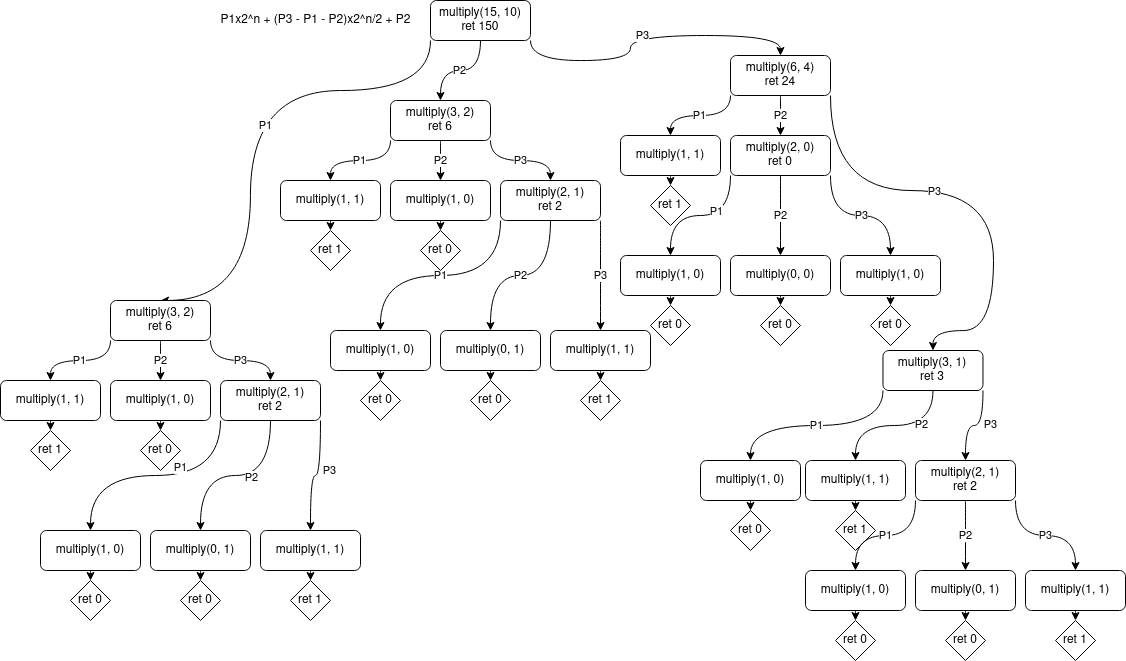 P1x2^n + (P3 - P1 - P2)x2^n/2 + P2
multiply(15, 10)
ret 150
P1
P2
P3
multiply(3, 2)
ret 6
P1
P2
P3
multiply(1, 1)
ret 1
multiply(1, 0)
ret 0
multiply(2, 1)
ret 2
P1
P2
P3
multiply(1, 0)
ret 0
multiply(0, 1)
ret 0
multiply(1, 1)
ret 1
multiply(3, 2)
ret 6
P1
P2
P3
multiply(1, 1)
ret 1
multiply(1, 0)
ret 0
multiply(2, 1)
ret 2
P1
P2
P3
multiply(1, 0)
ret 0
multiply(0, 1)
ret 0
multiply(1, 1)
ret 1
multiply(6, 4)
ret 24
P1
P2
P3
multiply(1, 1)
ret 1
multiply(2, 0)
ret 0
P1
P2
P3
multiply(1, 0)
ret 0
multiply(0, 0)
ret 0
multiply(1, 0)
ret 0
multiply(3, 1)
ret 3
P1
P2
P3
multiply(1, 0)
ret 0
multiply(1, 1)
ret 1
multiply(2, 1)
ret 2
P1
P2
P3
multiply(1, 0)
ret 0
multiply(0, 1)
ret 0
multiply(1, 1)
ret 1